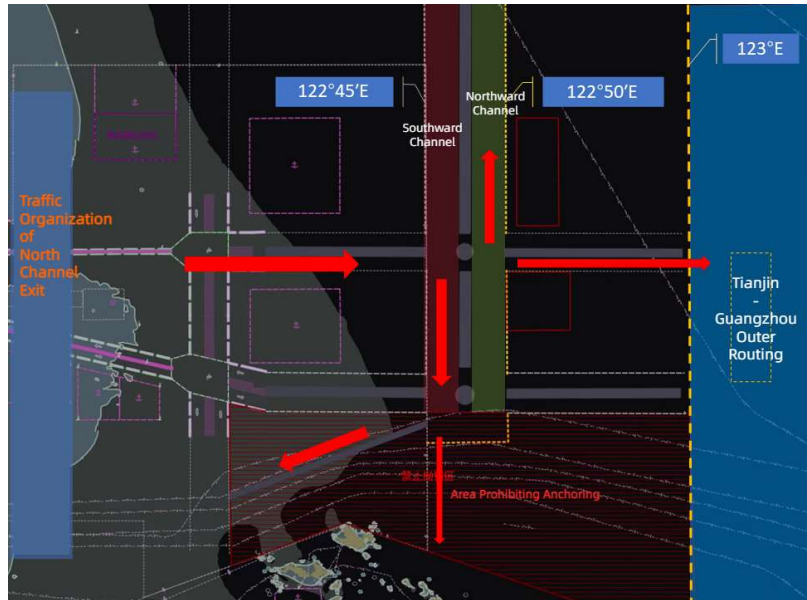 123°E
122°45′E
Northward
Channel
122°50′E
Southward
Channel
Traffic
Organization
of
North
Channel
Exit
Tianjin
-
Guangzhou
Outer
Routing
Area Prohibiting Anchoring